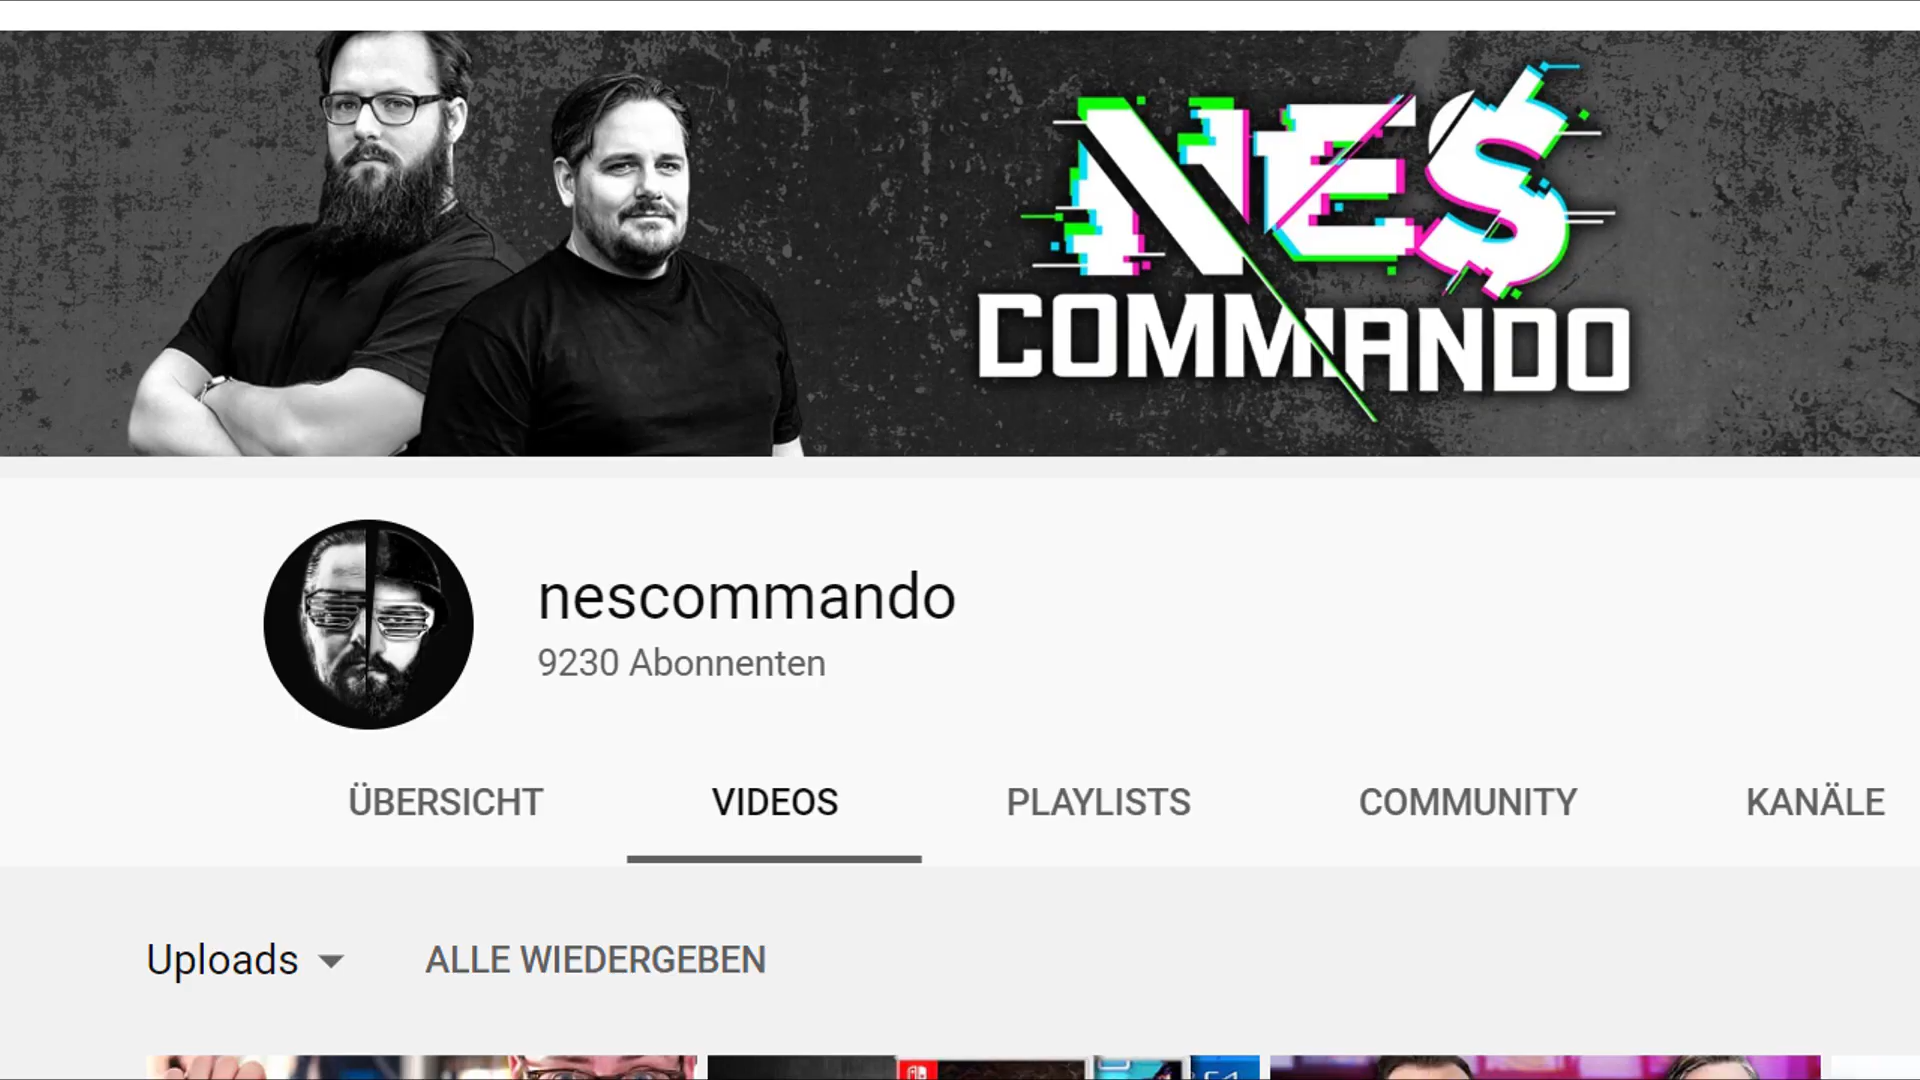 NE$
COMMANDO
nescommando
9230 Abonnenten
ÜBERSICHT VIDEOS PLAYLISTS COMMUNITY KANÄLE
Uploads ALLE WIEDERGEBEN